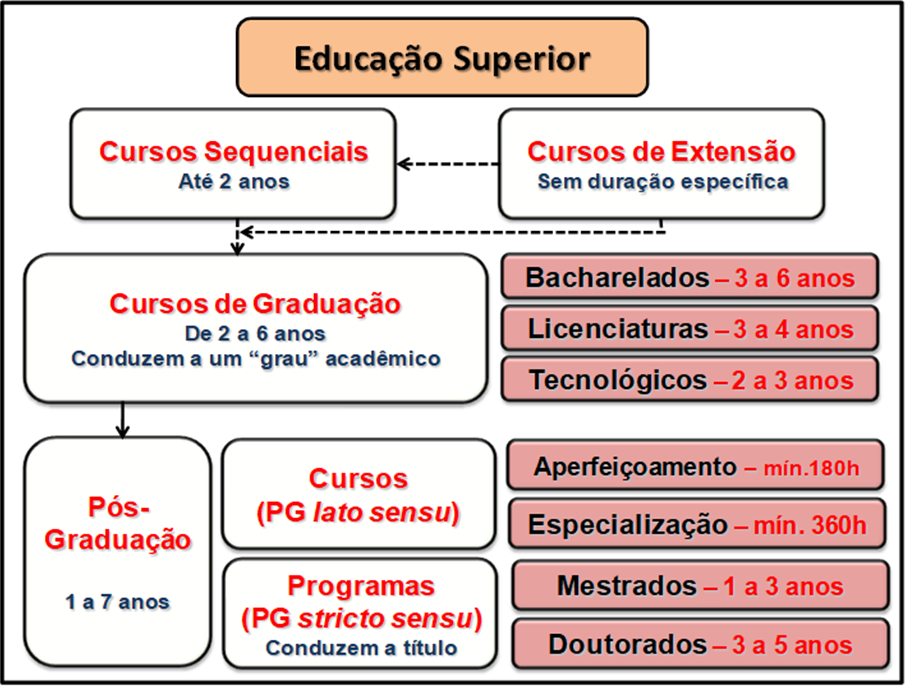 Educação Superior
Cursos Sequenciais
Até 2 anos
Cursos de Extensão
Sem duração específica
Cursos de Graduação
De 2 a 6 anos
Conduzem a um “grau” acadêmico
Bacharelados – 3 a 6 anos
Licenciaturas – 3 a 4 anos
Tecnológicos – 2 a 3 anos
Pós-
Graduação
1 a 7 anos
Cursos
(PG lato sensu)
Aperfeiçoamento – mín.180h
Especialização – mín. 360h
Programas
(PG stricto sensu)
Conduzem a título
Mestrados – 1 a 3 anos
Doutorados – 3 a 5 anos